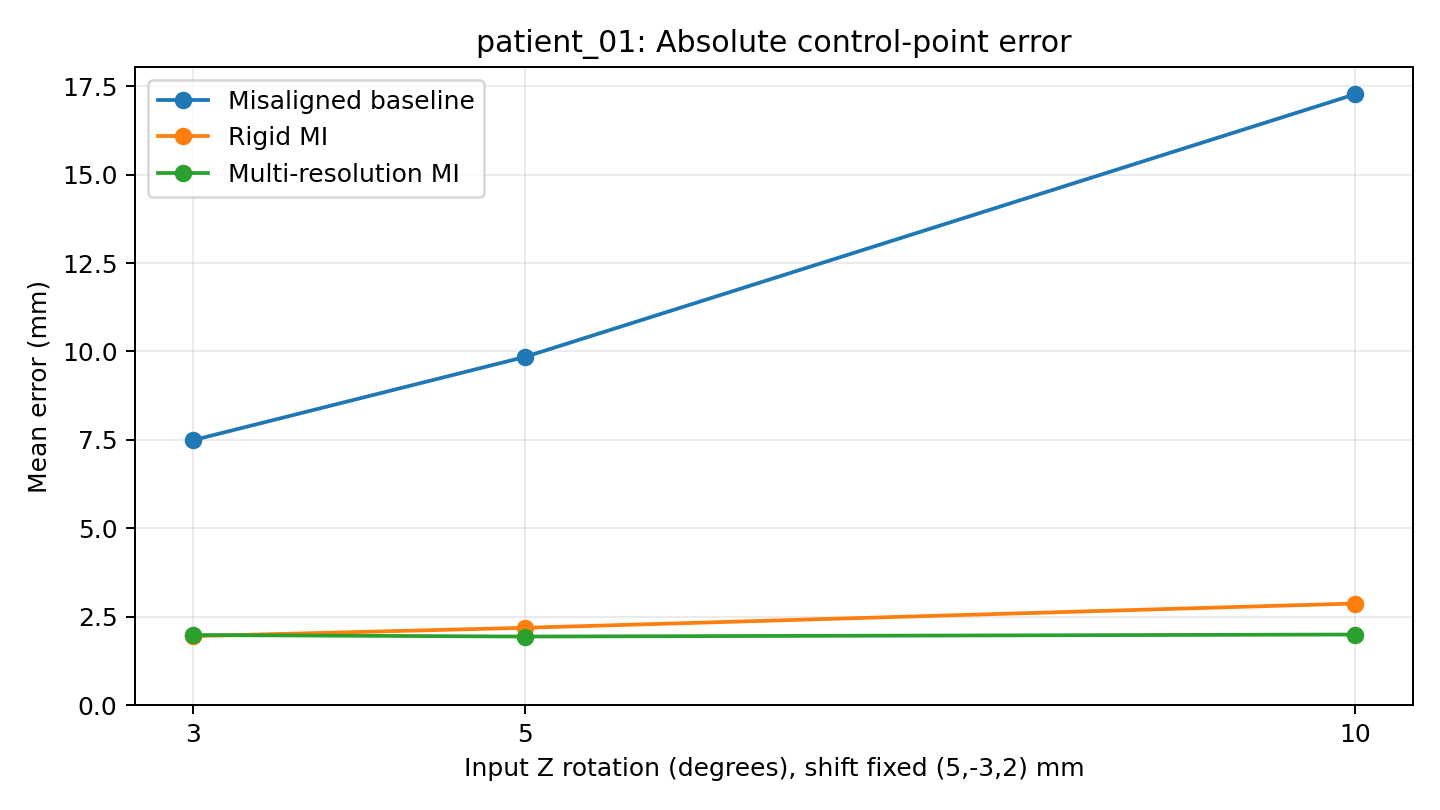 patient_01: Absolute control-point error
Misaligned baseline
Rigid MI
Multi-resolution MI
Mean error (mm)
17.5
15.0
12.5
10.0
7.5
5.0
2.5
0.0
3 5 10
Input Z rotation (degrees), shift fixed (5,-3,2) mm